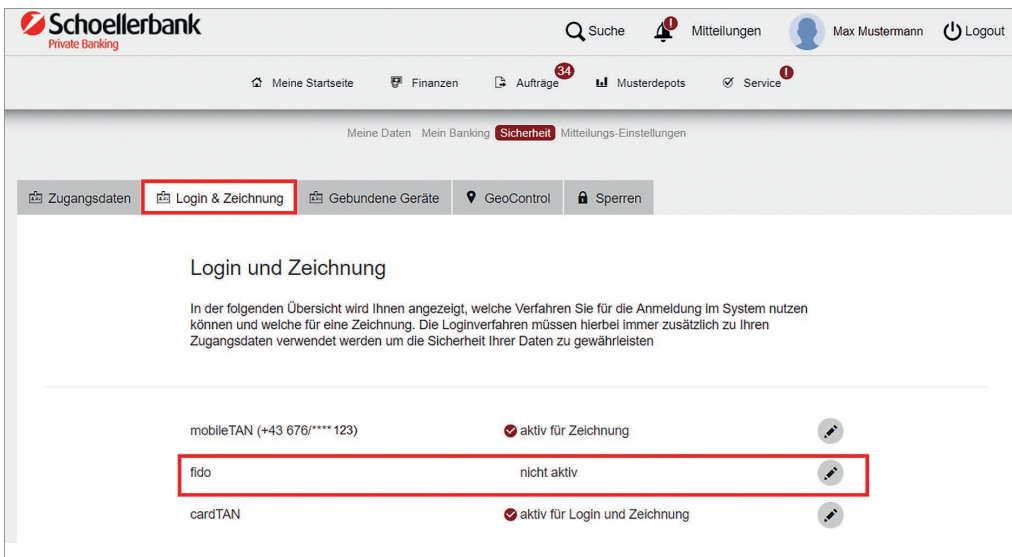 Schoellerbank
Private Banking
Suche
Mitteilungen
Max Mustermann
Logout
Meine Startseite
Finanzen
Aufträge
34
Musterdepots
Service
!
Meine Daten Mein Banking Sicherheit Mitteilungs-Einstellungen
Zugangsdaten
Login & Zeichnung
Gebundene Geräte
GeoControl
Sperren
Login und Zeichnung
In der folgenden Übersicht wird Ihnen angezeigt, welche Verfahren Sie für die Anmeldung im System nutzen
können und welche für eine Zeichnung. Die Loginverfahren müssen hierbei immer zusätzlich zu Ihren
Zugangsdaten verwendet werden um die Sicherheit Ihrer Daten zu gewährleisten
mobileTAN (+43 676/****123) aktiv für Zeichnung
fido nicht aktiv
cardTAN aktiv für Login und Zeichnung